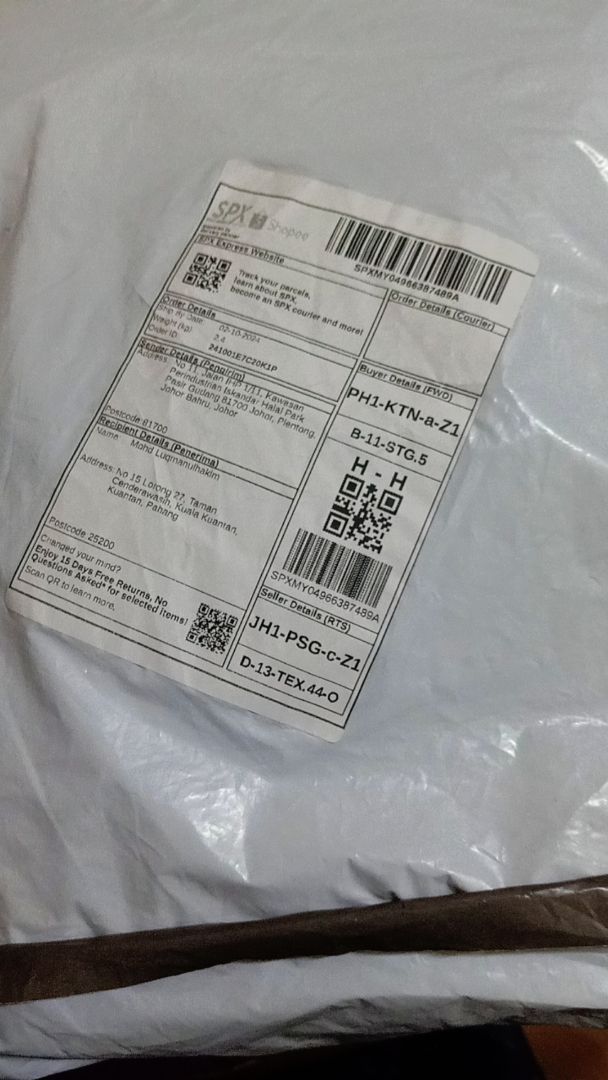 SPX Shopee
SPXMY04966387489A
SPX Express Website
Track your parcels,
learn about SPX,
become an SPX courier and more!
Order Details (Courier)
Order Details
Ship By Date: 02-10-2024
Weight (kg): 2.4
Order ID: 241001E7C20K1P
Sender Details (Pengirim)
Address: No 11, Jalan IHP 1/11, Kawasan
Perindustrian Iskandar Halal Park
Pasir Gudang 81700 Johor, Plentong,
Johor Bahru, Johor
Postcode:81700
Recipient Details (Penerima)
Name: Mohd Luqmanulhakim
Address: No 15 Lorong 27, Taman
Cenderawasih, Kuala Kuantan,
Kuantan, Pahang
Postcode:25200
Changed your mind?
Enjoy 15 Days Free Returns, No
Questions Asked* for selected items!
Scan QR to learn more.
Buyer Details (FWD)
PH1-KTN-a-Z1
B-11-STG.5
H - H
SPXMY04966387489A
Seller Details (RTS)
JH1-PSG-c-Z1
D-13-TEX.44-O